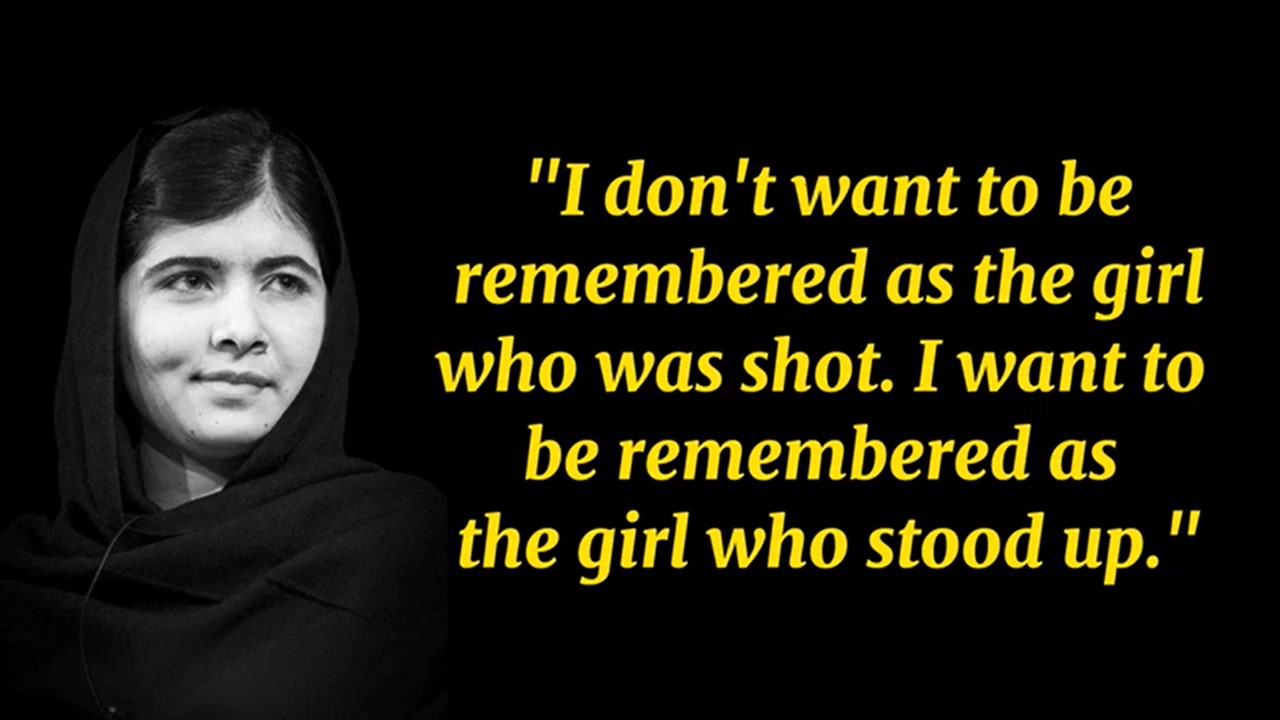 "I don't want to be
remembered as the girl
who was shot. I want to
be remembered as
the girl who stood up."